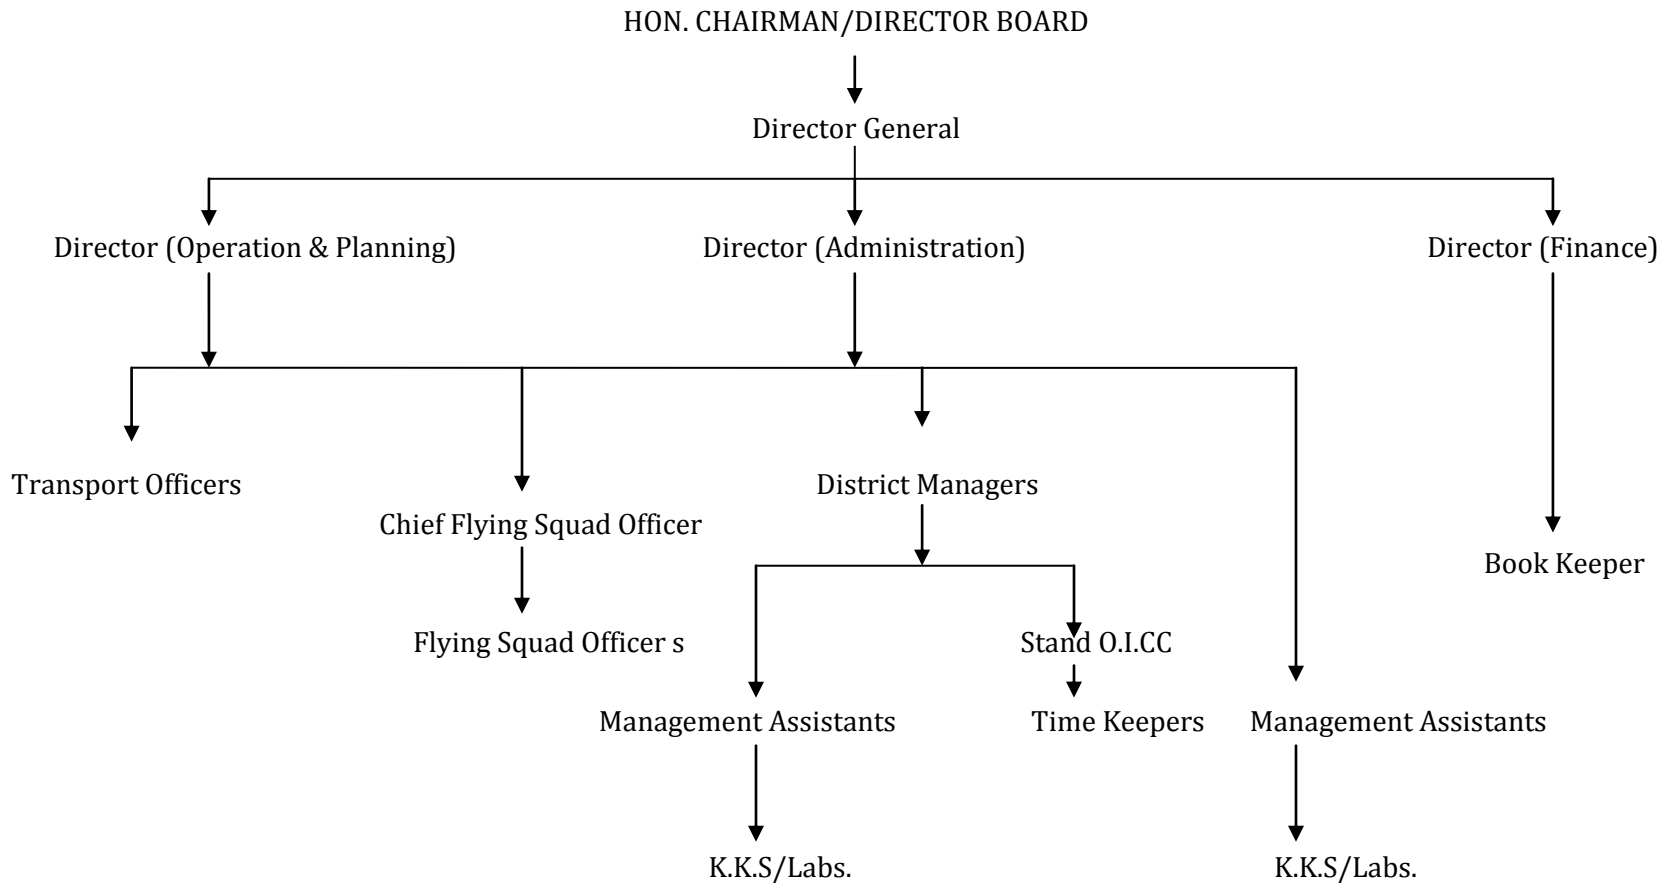 HON. CHAIRMAN/DIRECTOR BOARD
Director General
Director (Operation & Planning)
Director (Administration)
Director (Finance)
Transport Officers
District Managers
Chief Flying Squad Officer
Book Keeper
Flying Squad Officer s
Stand O.I.CC
Management Assistants
Time Keepers
Management Assistants
K.K.S/Labs.
K.K.S/Labs.